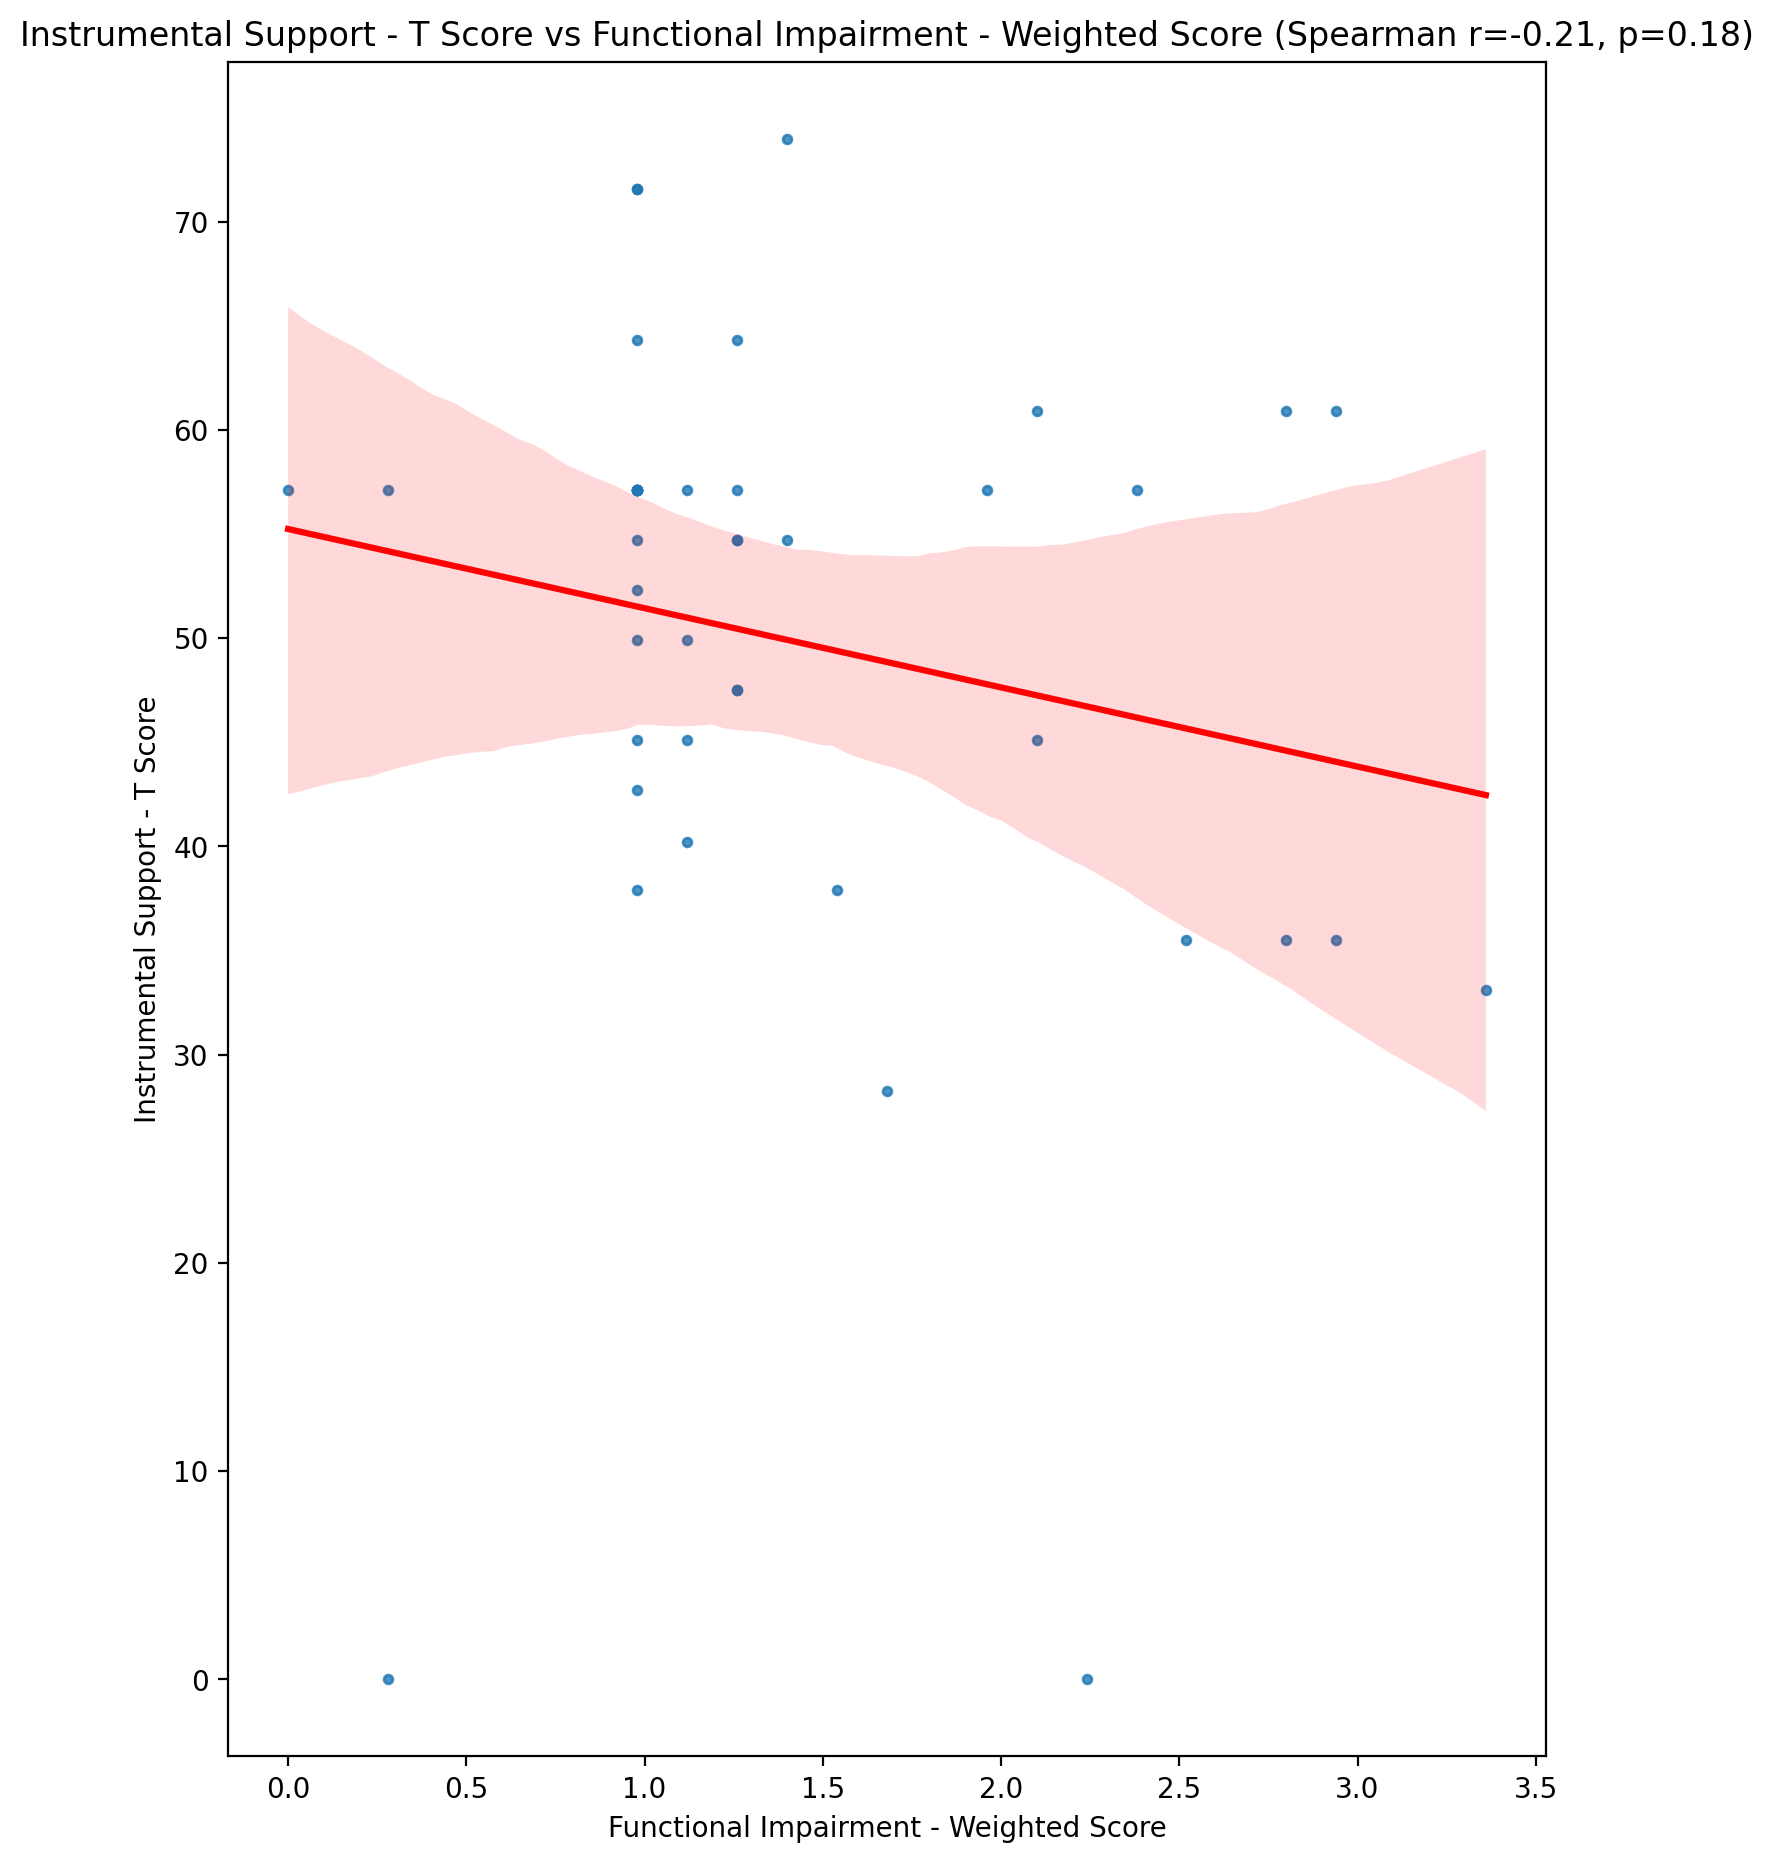 Instrumental Support - T Score vs Functional Impairment - Weighted Score (Spearman r=-0.21, p=0.18)
Instrumental Support - T Score
70
60
50
40
30
20
10
0
0.0 0.5 1.0 1.5 2.0 2.5 3.0 3.5
Functional Impairment - Weighted Score